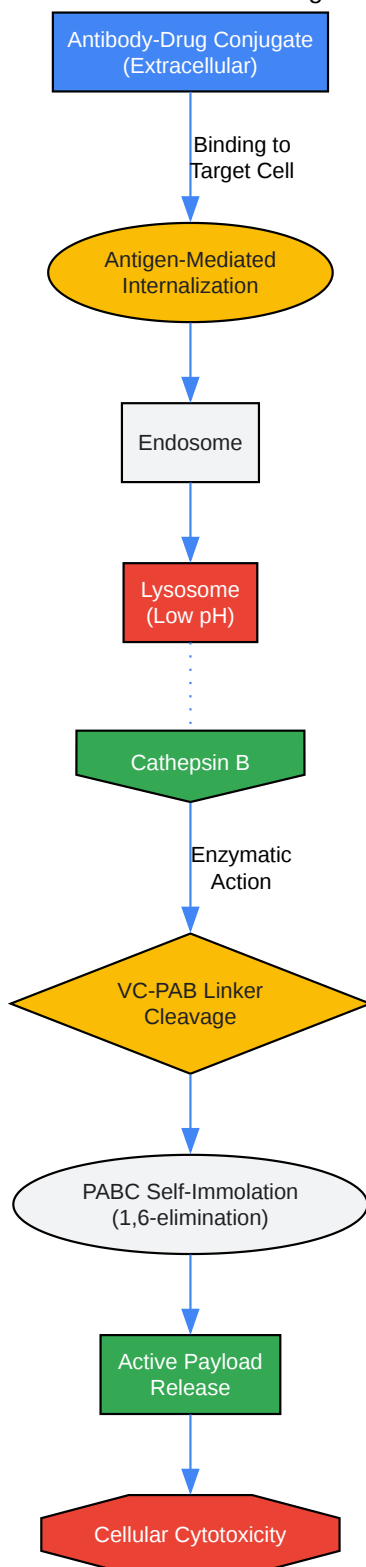 Antibody-Drug Conjugate
(Extracellular)
Binding to
Target Cell
Antigen-Mediated
Internalization
Endosome
Lysosome
(Low pH)
Cathepsin B
Enzymatic
Action
VC-PAB Linker
Cleavage
PABC Self-Immolation
(1,6-elimination)
Active Payload
Release
Cellular Cytotoxicity